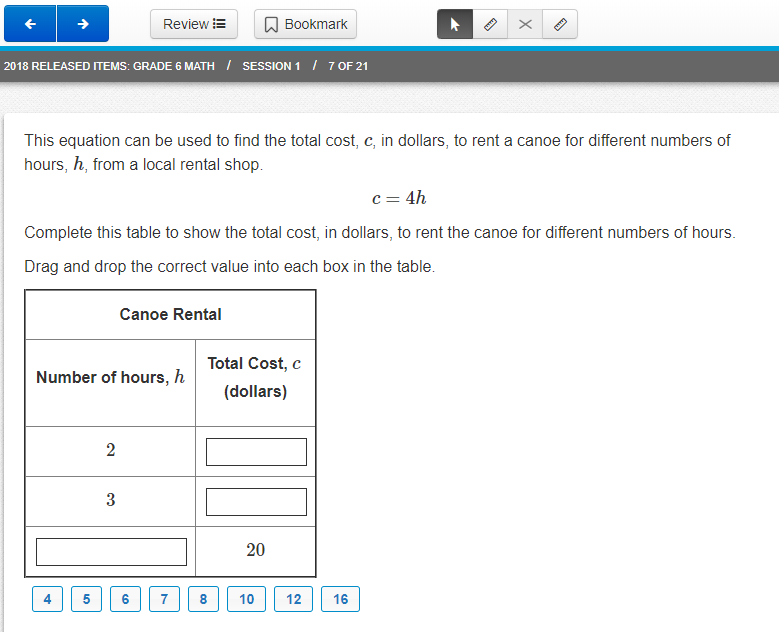 Review
Bookmark
2018 RELEASED ITEMS: GRADE 6 MATH / SESSION 1 / 7 OF 21
This equation can be used to find the total cost, c, in dollars, to rent a canoe for different numbers of
hours, h, from a local rental shop.
c = 4h
Complete this table to show the total cost, in dollars, to rent the canoe for different numbers of hours.
Drag and drop the correct value into each box in the table.
Canoe Rental
Number of hours, h
Total Cost, c
(dollars)
2
3
20
4 5 6 7 8 10 12 16